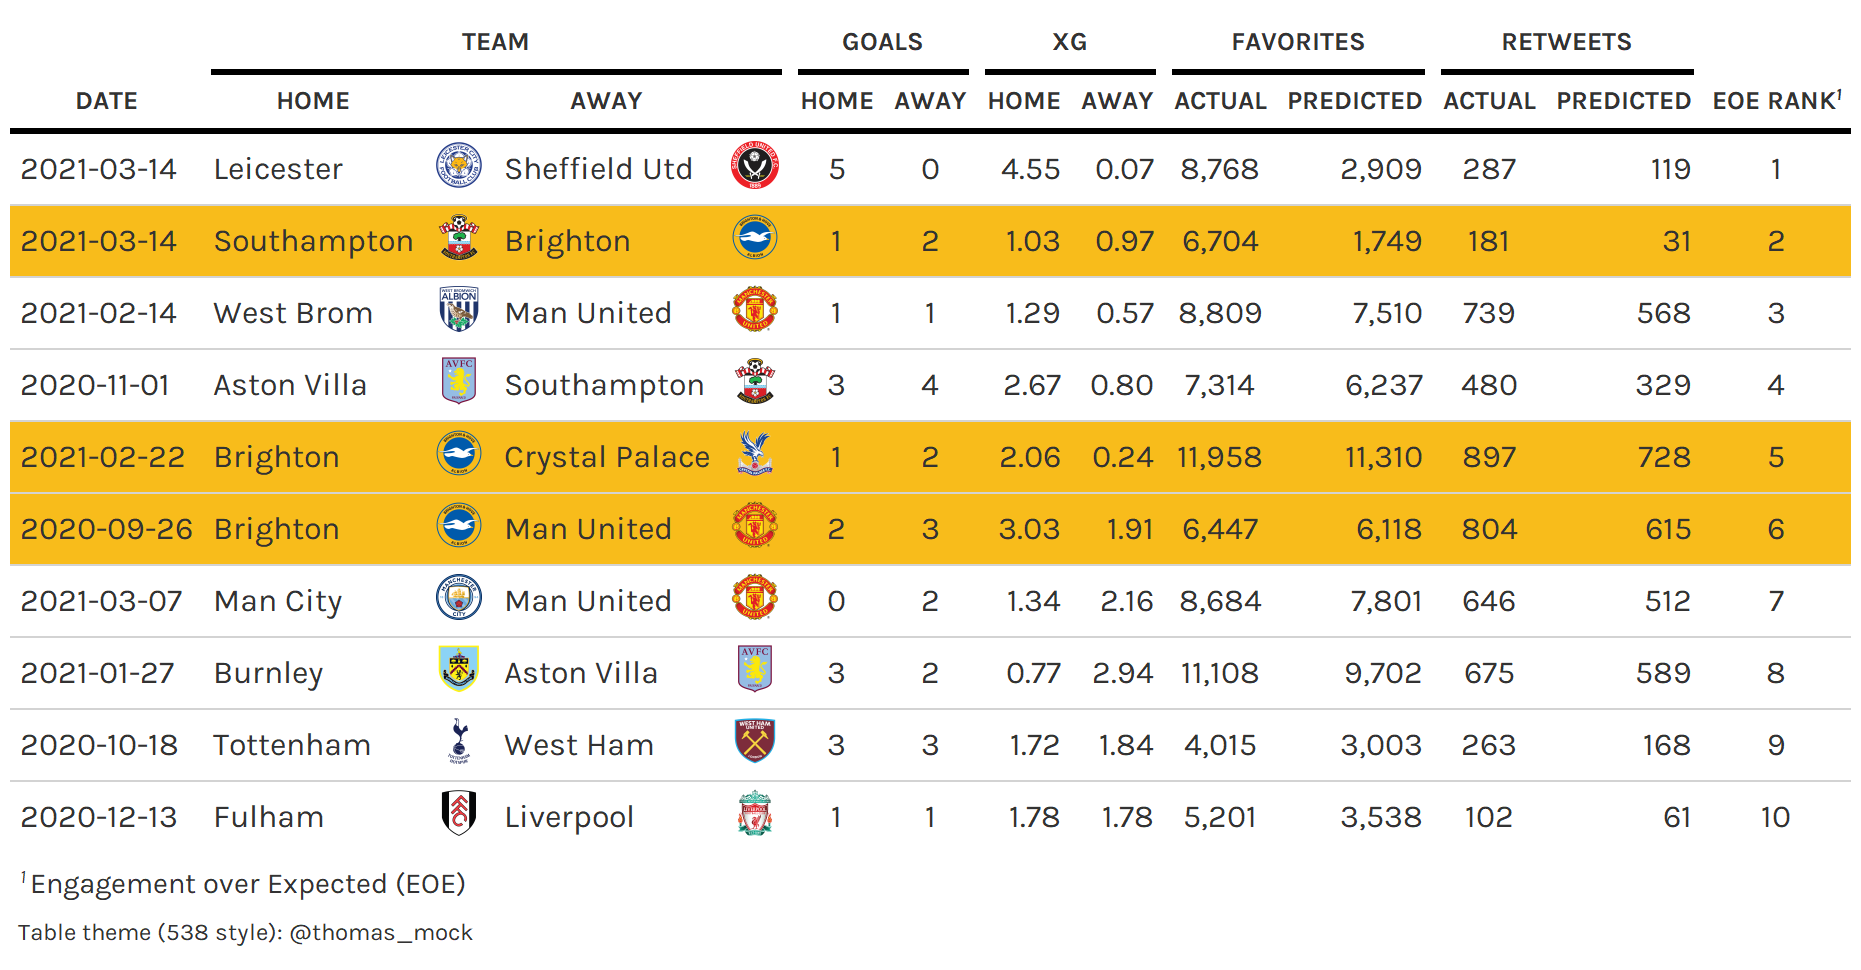 TEAM GOALS XG FAVORITES RETWEETS
DATE HOME AWAY HOME AWAY HOME AWAY ACTUAL PREDICTED ACTUAL PREDICTED EOE RANK1
2021-03-14 Leicester Sheffield Utd 5 0 4.55 0.07 8,768 2,909 287 119 1
2021-03-14 Southampton Brighton 1 2 1.03 0.97 6,704 1,749 181 31 2
2021-02-14 West Brom Man United 1 1 1.29 0.57 8,809 7,510 739 568 3
2020-11-01 Aston Villa Southampton 3 4 2.67 0.80 7,314 6,237 480 329 4
2021-02-22 Brighton Crystal Palace 1 2 2.06 0.24 11,958 11,310 897 728 5
2020-09-26 Brighton Man United 2 3 3.03 1.91 6,447 6,118 804 615 6
2021-03-07 Man City Man United 0 2 1.34 2.16 8,684 7,801 646 512 7
2021-01-27 Burnley Aston Villa 3 2 0.77 2.94 11,108 9,702 675 589 8
2020-10-18 Tottenham West Ham 3 3 1.72 1.84 4,015 3,003 263 168 9
2020-12-13 Fulham Liverpool 1 1 1.78 1.78 5,201 3,538 102 61 10
1 Engagement over Expected (EOE)
Table theme (538 style): @thomas_mock